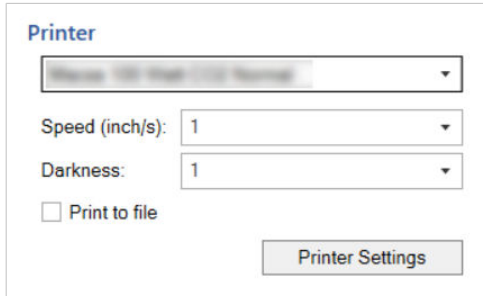 Printer
Speed (inch/s): 1
Darkness: 1
Print to file
Printer Settings